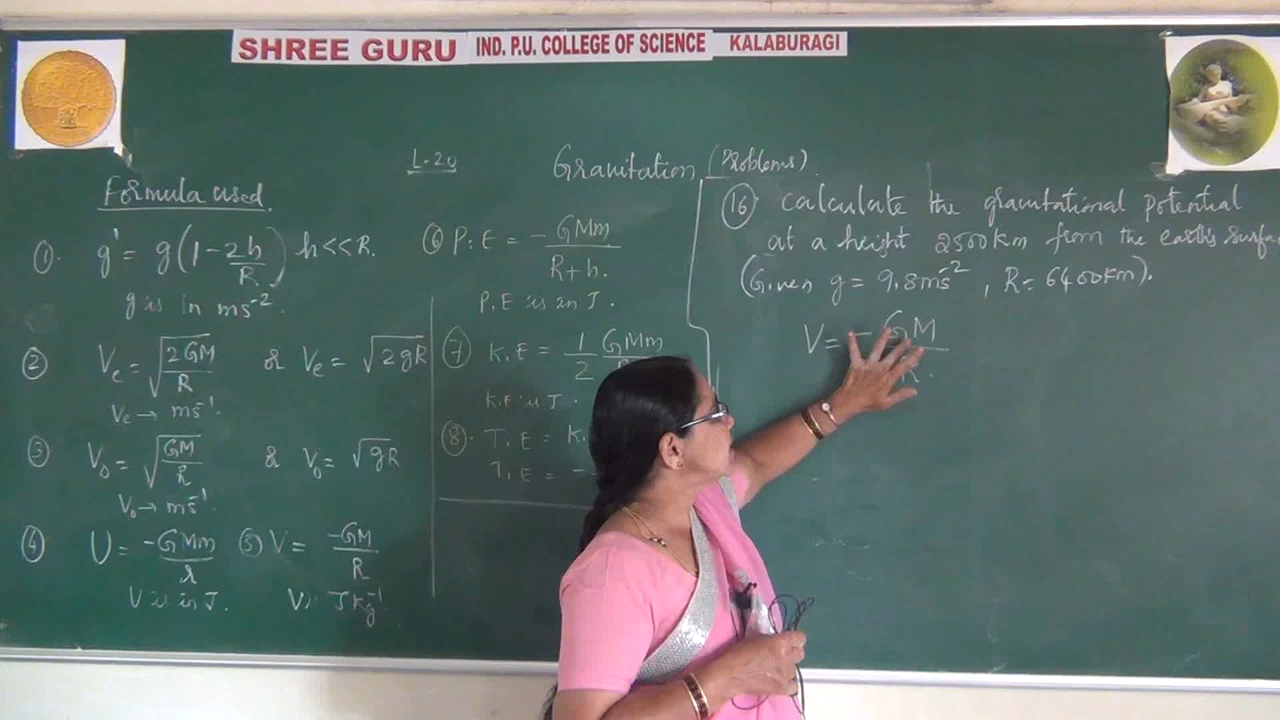 SHREE GURU IND. P.U. COLLEGE OF SCIENCE KALABURAGI
L-20
Gravitation (Problems).
Formula used.
①. g' = g(1-2h/R) h<<R.
g is in ms⁻².
② Vₑ = √(2GM/R) & Vₑ = √2gR
Vₑ → ms⁻¹.
③ V₀ = √(GM/R) & V₀ = √gR
V₀ → ms⁻¹.
④ U = -GMm/r
V is in J.
⑤ V = -GM/R
V is JKg⁻¹
⑥ P.E = -GMm/R+h.
P.E is in J.
⑦ K.E = 1/2 GMm
K.E is J.
⑧. T.E = K.
T.E = -
⑯. Calculate the gravitational potential
at a height 2500km from the earth's
(Given g = 9.8ms⁻², R = 6400km).
V = - GM/R.